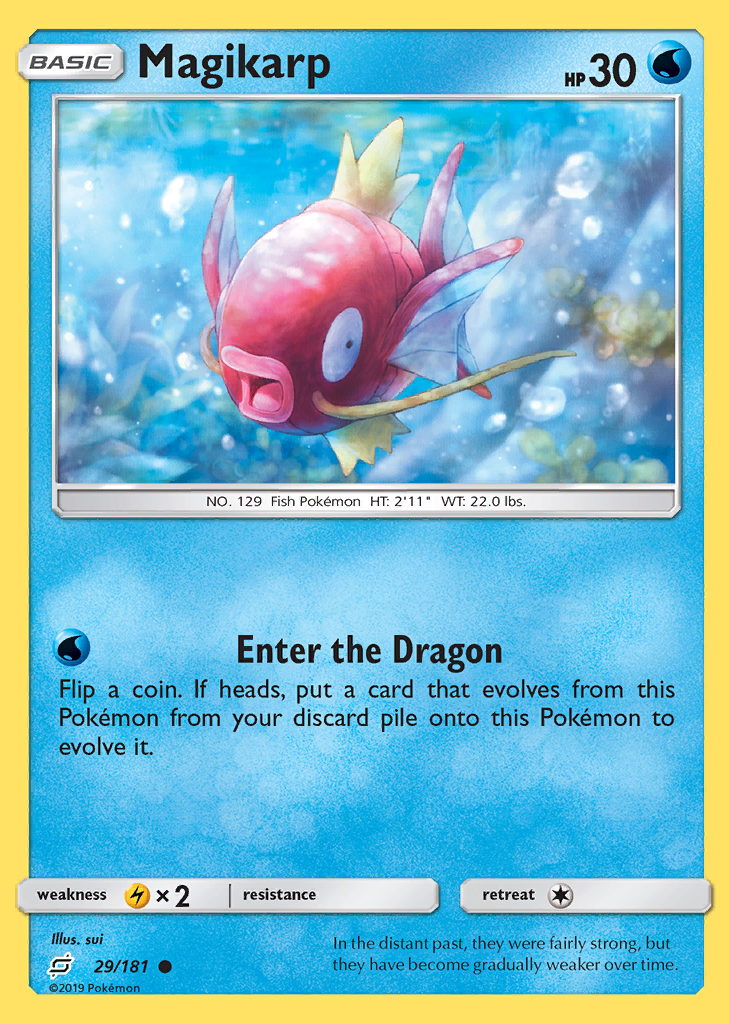 BASIC Magikarp HP 30
NO. 129 Fish Pokémon HT: 2'11" WT: 22.0 lbs.
Enter the Dragon
Flip a coin. If heads, put a card that evolves from this
Pokémon from your discard pile onto this Pokémon to
evolve it.
weakness × 2 resistance retreat
Illus. sui
29/181
©2019 Pokémon
In the distant past, they were fairly strong, but
they have become gradually weaker over time.